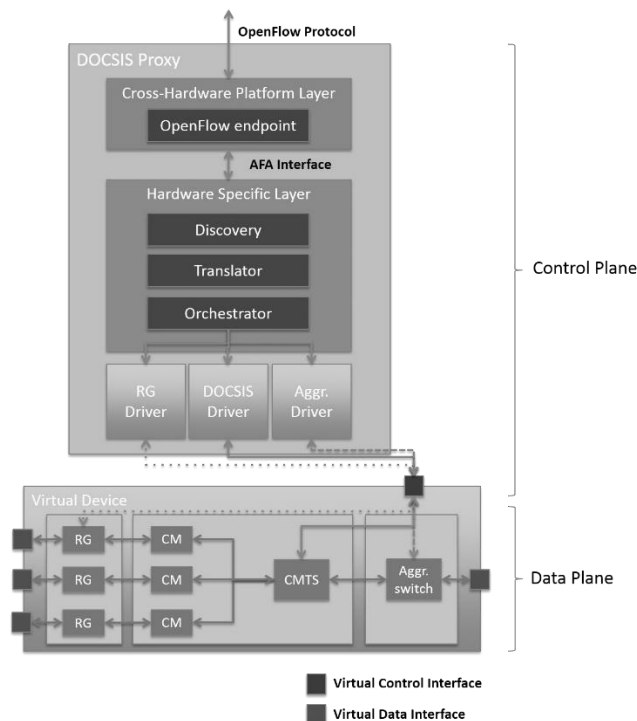 OpenFlow Protocol
DOCSIS Proxy
Cross-Hardware Platform Layer
OpenFlow endpoint
AFA Interface
Hardware Specific Layer
Discovery
Translator
Orchestrator
RG
Driver
DOCSIS
Driver
Aggr.
Driver
Control Plane
Virtual Device
RG
CM
RG
CM
CMTS
Aggr.
switch
RG
CM
Data Plane
Virtual Control Interface
Virtual Data Interface